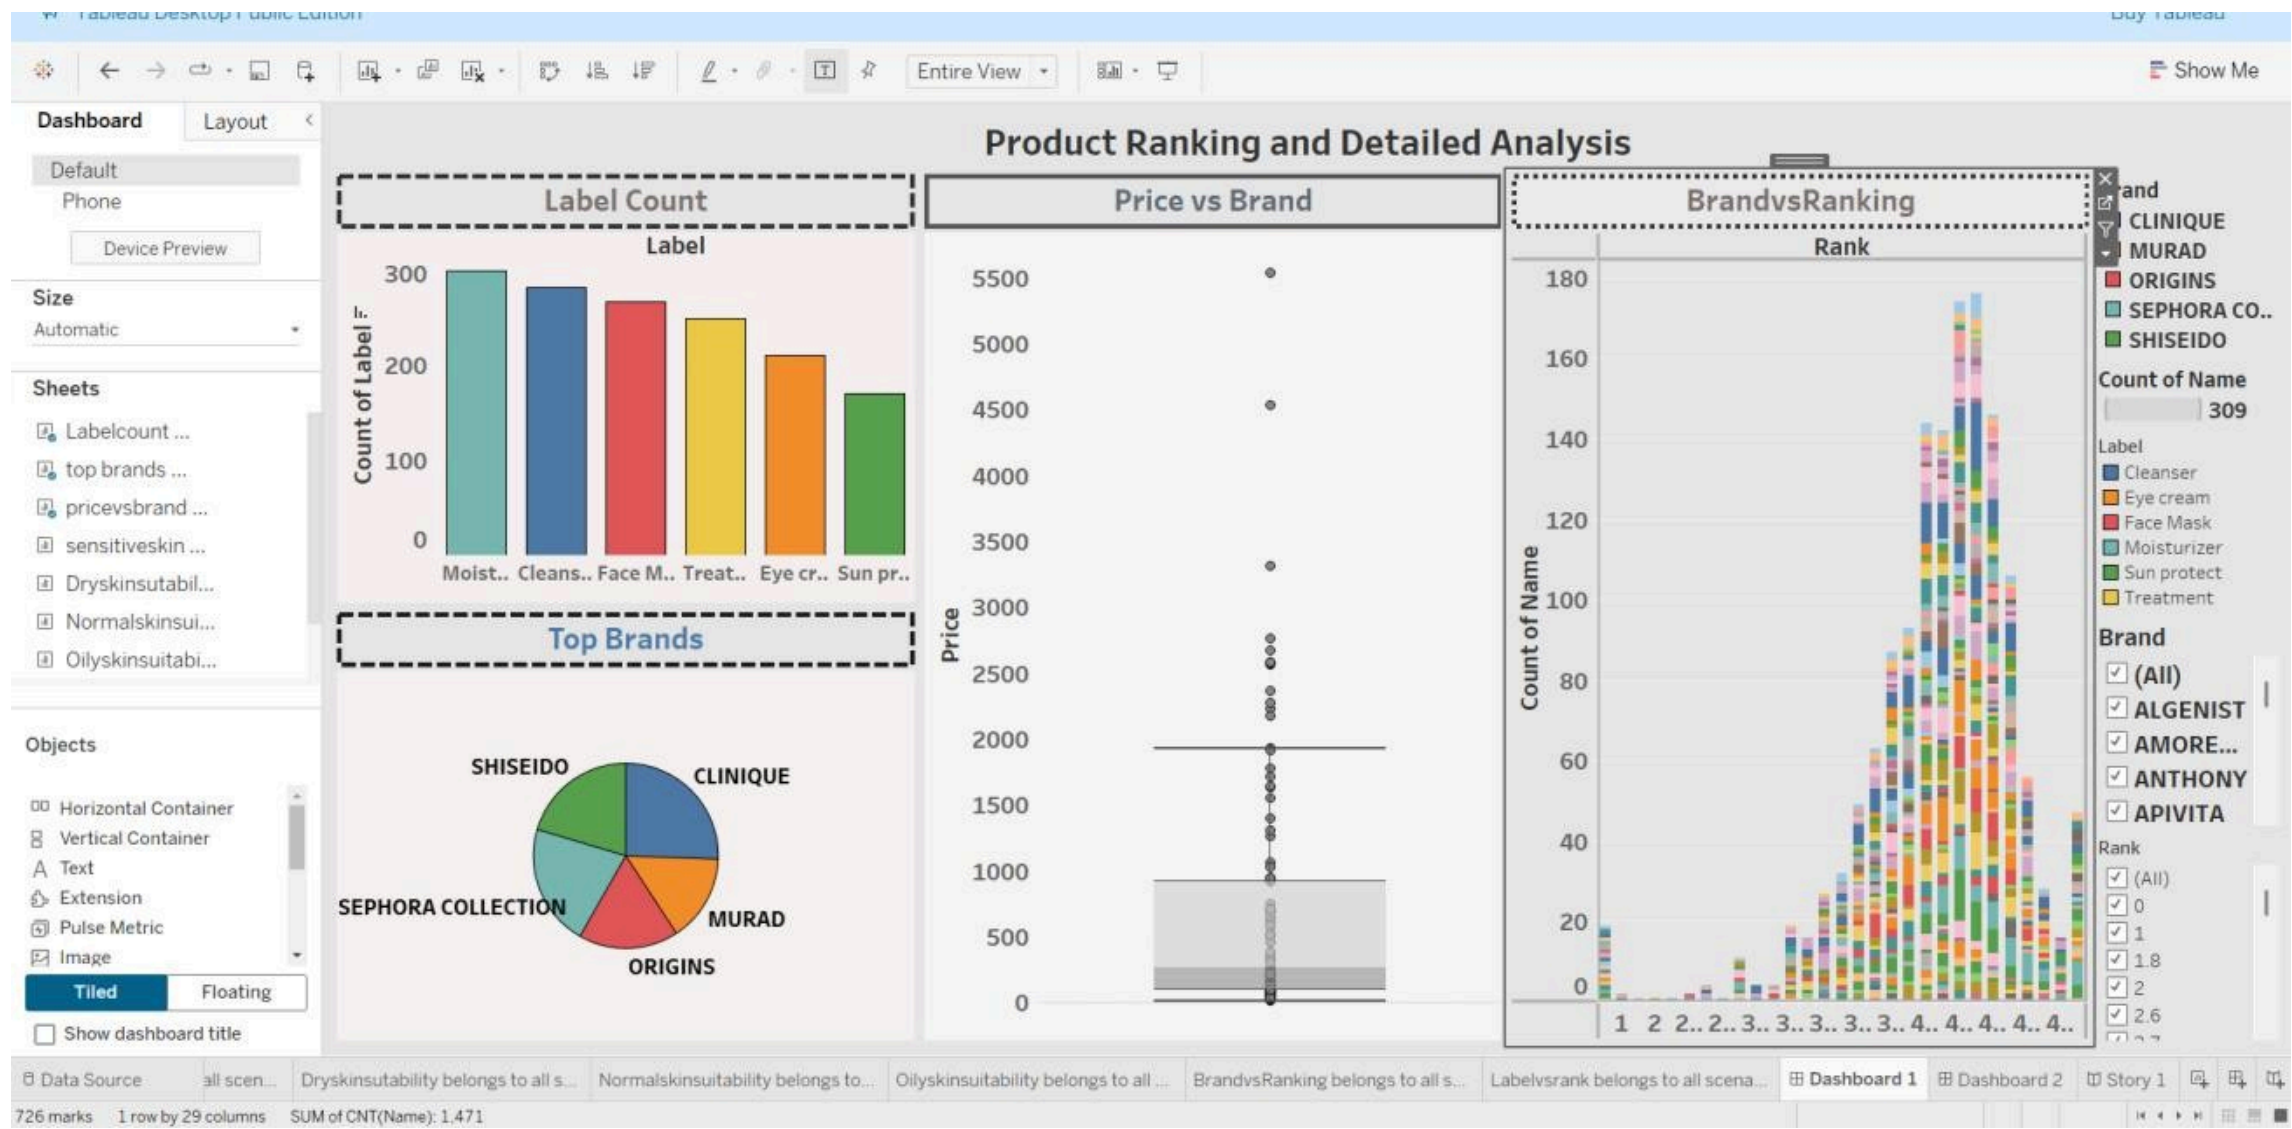 Tableau Desktop Public Edition
Buy Tableau
Entire View
Show Me
Dashboard
Layout
Default
Phone
Device Preview
Size
Automatic
Sheets
Labelcount ...
top brands ...
pricevsbrand ...
sensitiveskin ...
Dryskinsutabil...
Normalskinsui...
Oilyskinsuitabi...
Objects
Horizontal Container
Vertical Container
Text
Extension
Pulse Metric
Image
Tiled
Floating
Show dashboard title
Product Ranking and Detailed Analysis
Label Count
Label
Count of Label
300
200
100
0
Moist.. Cleans.. Face M.. Treat.. Eye cr.. Sun pr..
Top Brands
SHISEIDO
CLINIQUE
SEPHORA COLLECTION
MURAD
ORIGINS
Price vs Brand
Price
5500
5000
4500
4000
3500
3000
2500
2000
1500
1000
500
0
BrandvsRanking
Rank
Count of Name
180
160
140
120
100
80
60
40
20
0
1 2 2.. 2.. 3.. 3.. 3.. 3.. 3.. 4.. 4.. 4.. 4.. 4..
rand
CLINIQUE
MURAD
ORIGINS
SEPHORA CO..
SHISEIDO
Count of Name
309
Label
Cleanser
Eye cream
Face Mask
Moisturizer
Sun protect
Treatment
Brand
(All)
ALGENIST
AMORE...
ANTHONY
APIVITA
Rank
(All)
0
1
1.8
2
2.6
Data Source
all scen...
Dryskinsutability belongs to all s...
Normalskinsuitability belongs to...
Oilyskinsuitability belongs to all ...
BrandvsRanking belongs to all s...
Labelvsrank belongs to all scena...
Dashboard 1
Dashboard 2
Story 1
726 marks
1 row by 29 columns
SUM of CNT(Name): 1,471